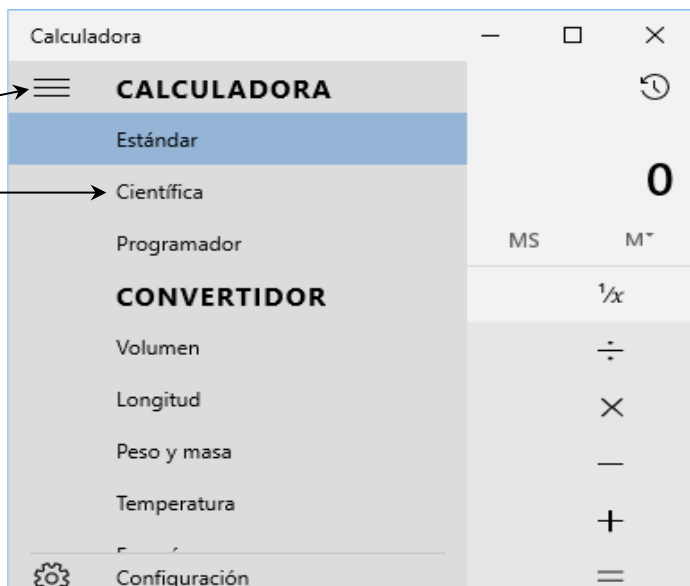 Calculadora
CALCULADORA
Estándar
0
Científica
Programador
MS M
CONVERTIDOR
¹/x
Volumen
÷
Longitud
×
Peso y masa
−
Temperatura
+
Configuración
=